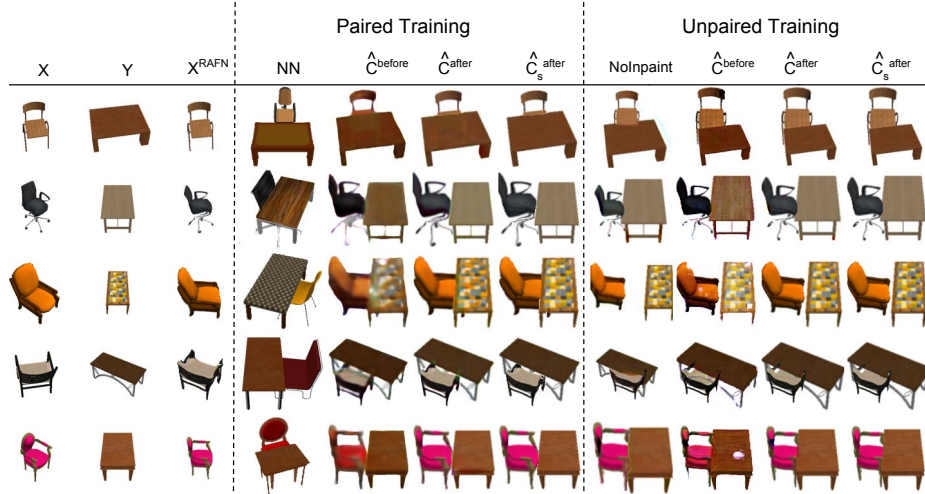 Paired Training Unpaired Training
X Y X^RAFN NN Ĉ^before Ĉ^after Ĉ_s^after NoInpaint Ĉ^before Ĉ^after Ĉ_s^after